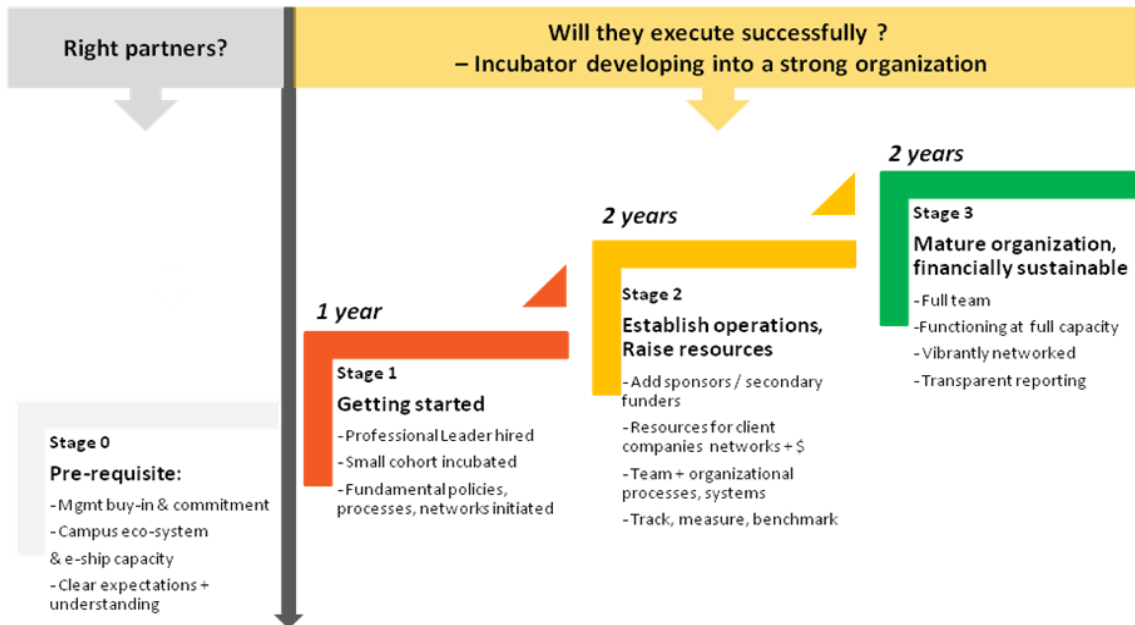 Right partners?
Will they execute successfully ?
– Incubator developing into a strong organization
Stage 0
Pre-requisite:
-Mgmt buy-in & commitment
-Campus eco-system
& e-ship capacity
-Clear expectations +
understanding
1 year
Stage 1
Getting started
-Professional Leader hired
-Small cohort incubated
-Fundamental policies,
processes, networks initiated
2 years
Stage 2
Establish operations,
Raise resources
-Add sponsors / secondary
funders
-Resources for client
companies networks + $
-Team + organizational
processes, systems
-Track, measure, benchmark
2 years
Stage 3
Mature organization,
financially sustainable
-Full team
-Functioning at full capacity
-Vibrantly networked
-Transparent reporting